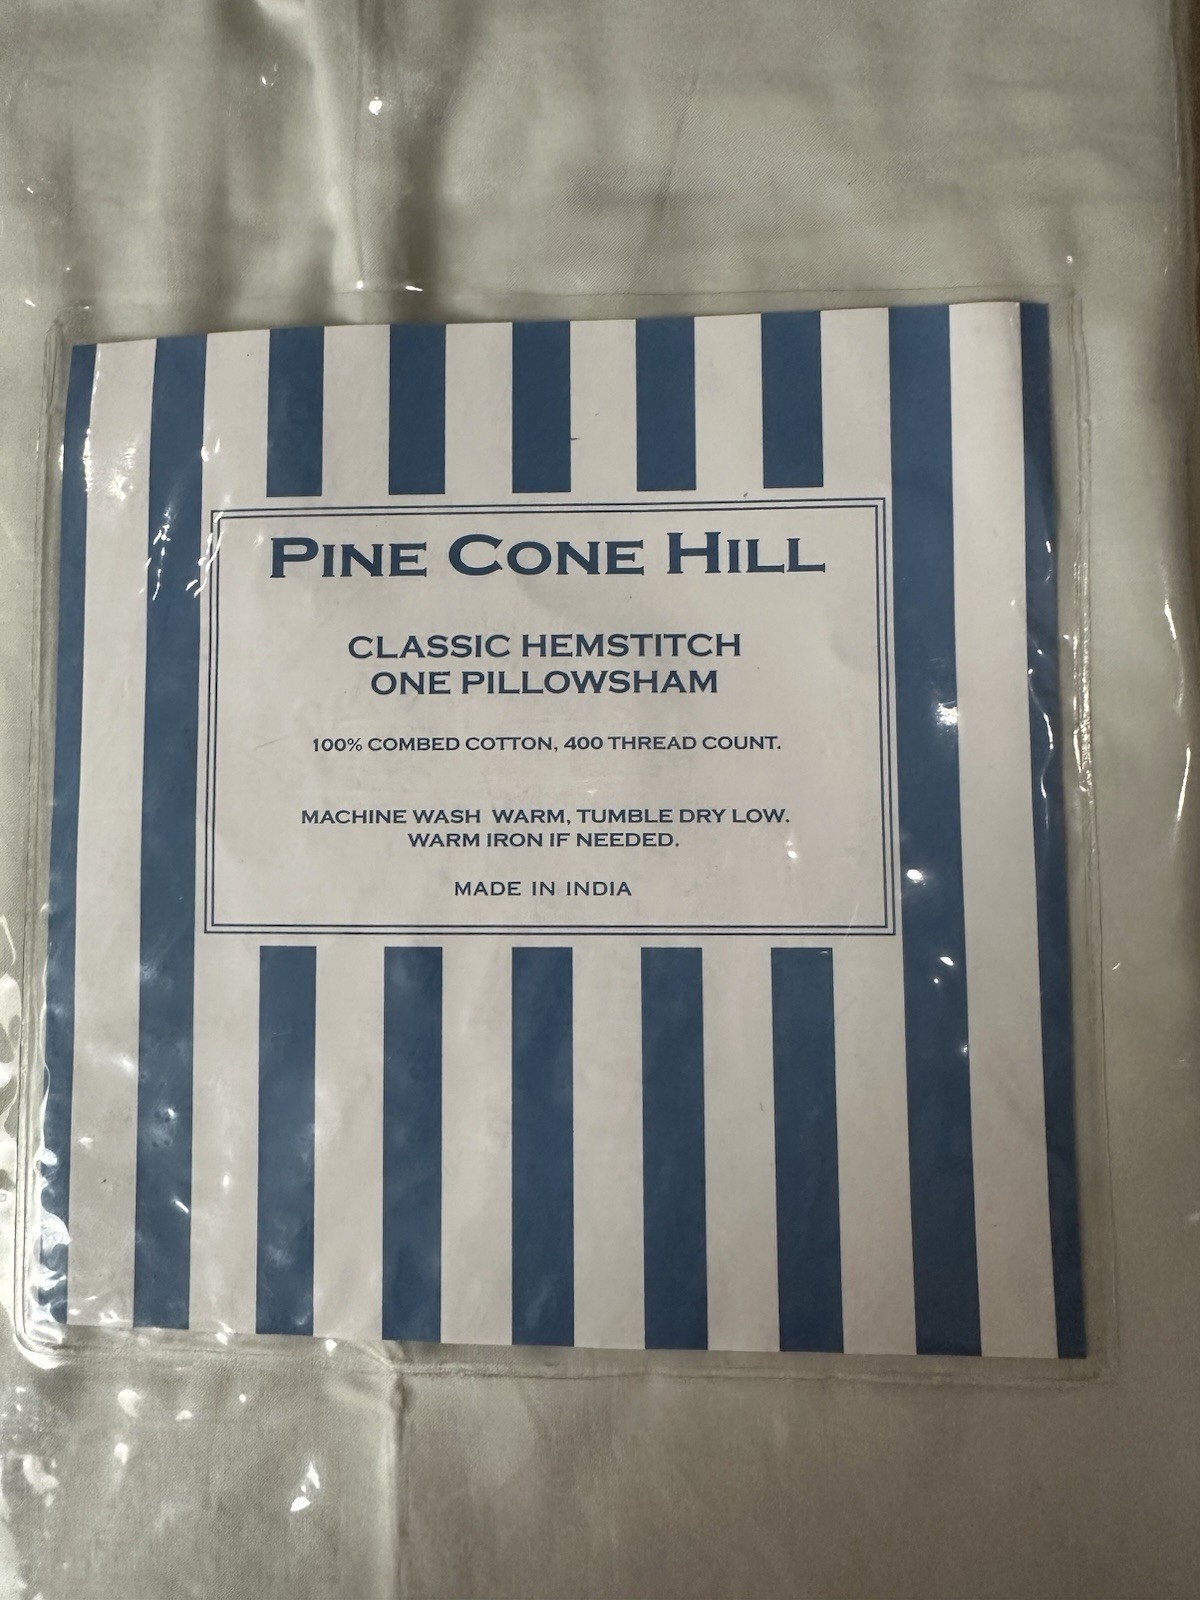 PINE CONE HILL
CLASSIC HEMSTITCH
ONE PILLOWSHAM
100% COMBED COTTON, 400 THREAD COUNT.
MACHINE WASH WARM, TUMBLE DRY LOW.
WARM IRON IF NEEDED.
MADE IN INDIA